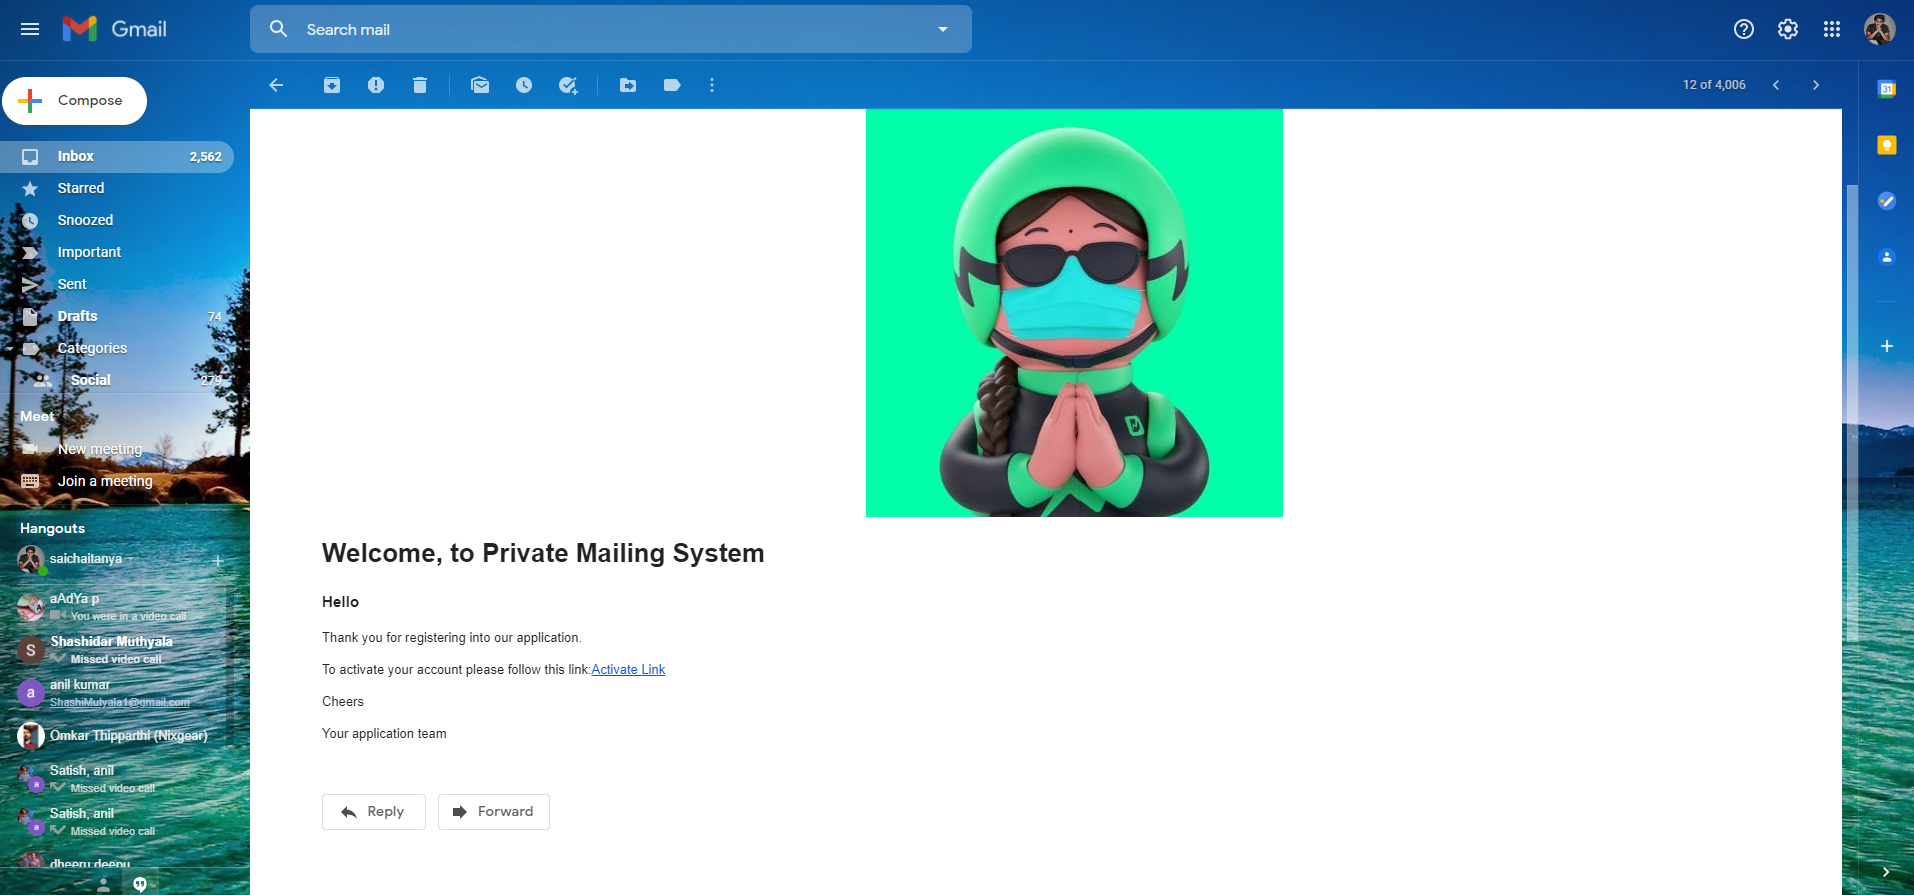 Gmail
Search mail
Compose
12 of 4,006
31
Inbox 2,562
Starred
Snoozed
Important
Sent
Drafts 74
Categories
Social 279
Meet
New meeting
Join a meeting
Hangouts
saichaitanya
aAdYa p
You were in a video call
S
Shashidar Muthyala
Missed video call
a
anil kumar
ShashiMutyala1@gmail.com
Omkar Thipparthi (Nixgear)
Satish, anil
a
Missed video call
Satish, anil
a
Missed video call
dheeru deepu
Welcome, to Private Mailing System
Hello
Thank you for registering into our application.
To activate your account please follow this link:Activate Link
Cheers
Your application team
Reply
Forward